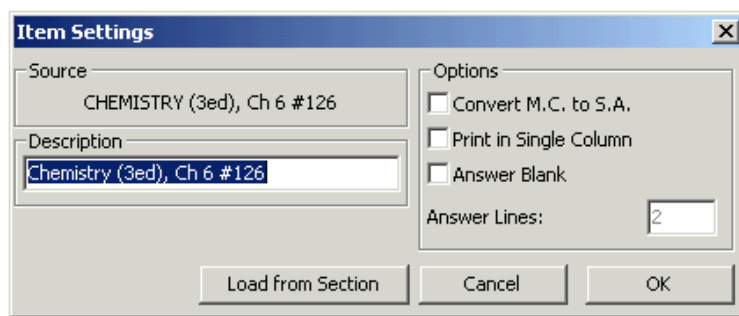 Item Settings
Source
CHEMISTRY (3ed), Ch 6 #126
Description
Chemistry (3ed), Ch 6 #126
Options
Convert M.C. to S.A.
Print in Single Column
Answer Blank
Answer Lines: 2
Load from Section
Cancel
OK